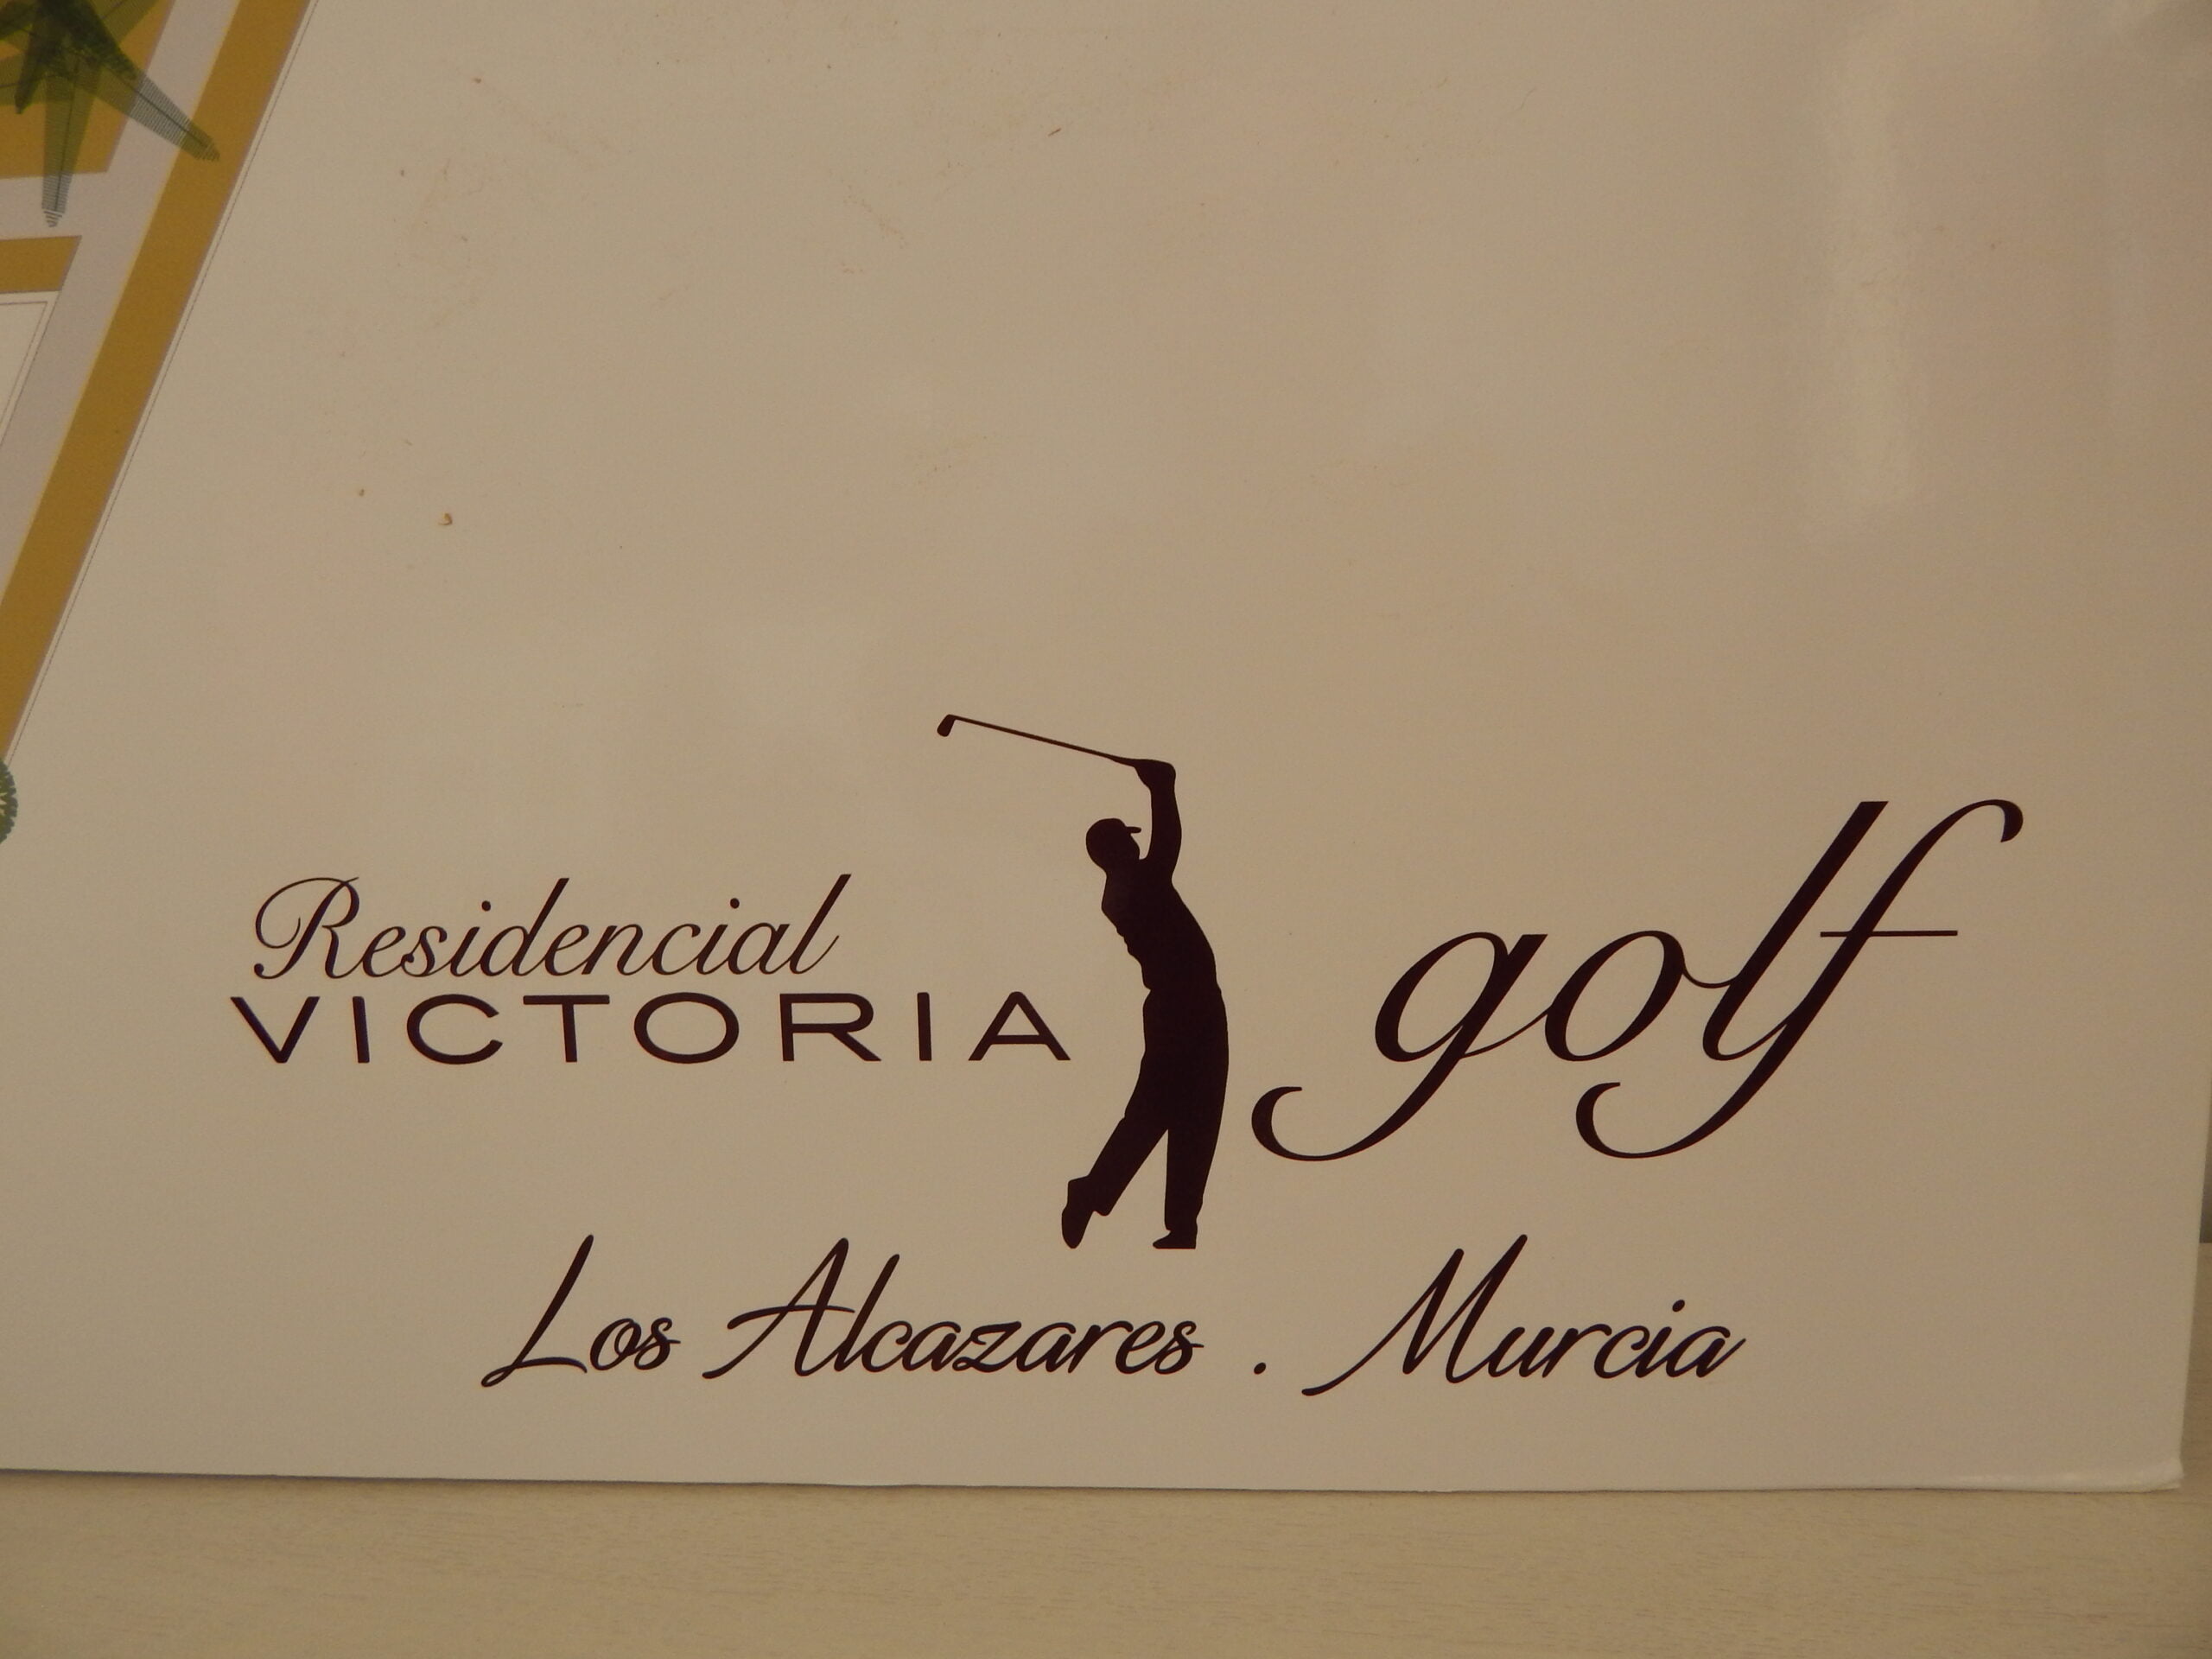 Residencial
VICTORIA golf
Los Alcazares . Murcia